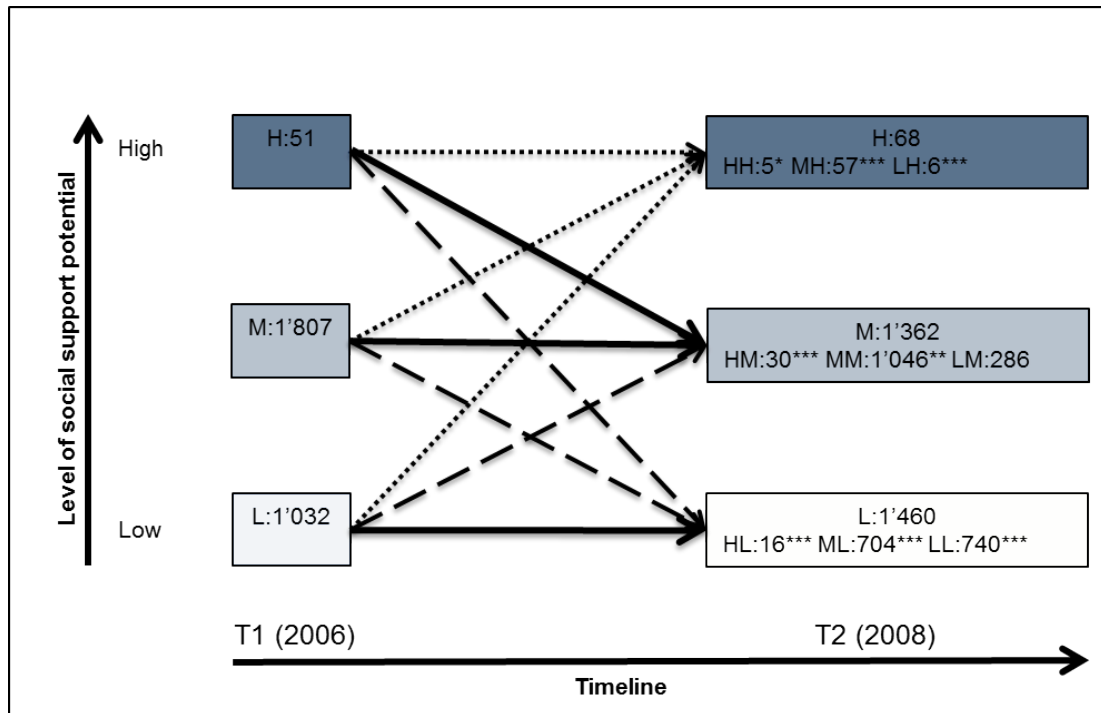 High
H:51
H:68
HH:5* MH:57*** LH:6***
Level of social support potential
M:1’807
M:1’362
HM:30*** MM:1’046** LM:286
Low
L:1’032
L:1’460
HL:16*** ML:704*** LL:740***
T1 (2006)
T2 (2008)
Timeline